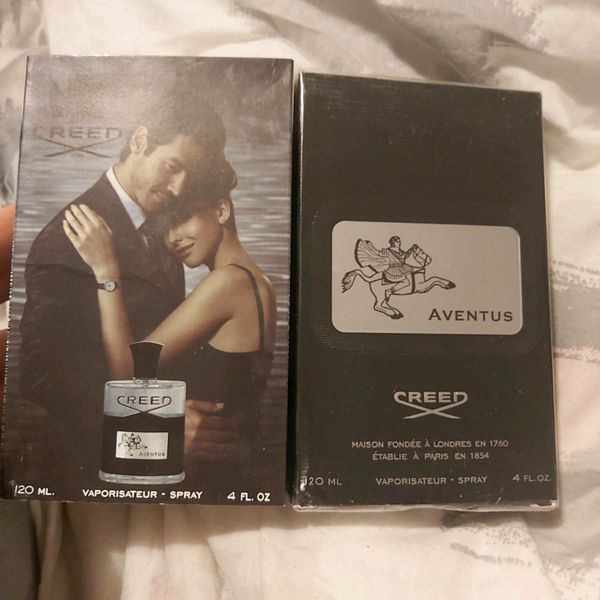 CREED
CREED
AVENTUS
120 ML. VAPORISATEUR - SPRAY 4 FL. OZ
AVENTUS
CREED
MAISON FONDÉE À LONDRES EN 1760
ÉTABLIE À PARIS EN 1854
120 ML VAPORISATEUR - SPRAY 4 FL. OZ